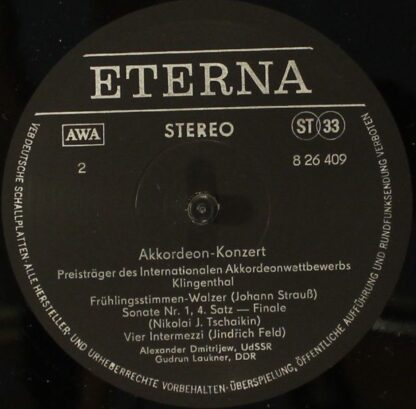 ETERNA
AWA
STEREO
ST 33
2
8 26 409
Akkordeon-Konzert
Preisträger des Internationalen Akkordeonwettbewerbs
Klingenthal
Frühlingsstimmen-Walzer (Johann Strauß)
Sonate Nr. 1, 4. Satz — Finale
(Nikolai J. Tschaikin)
Vier Intermezzi (Jindřich Feld)
Alexander Dmitrijew, UdSSR
Gudrun Laukner, DDR
VEB DEUTSCHE SCHALLPLATTEN · ALLE HERSTELLER- UND URHEBERRECHTE VORBEHALTEN · ÜBERSPIELUNG, ÖFFENTLICHE AUFFÜHRUNG UND RUNDFUNKSENDUNG VERBOTEN